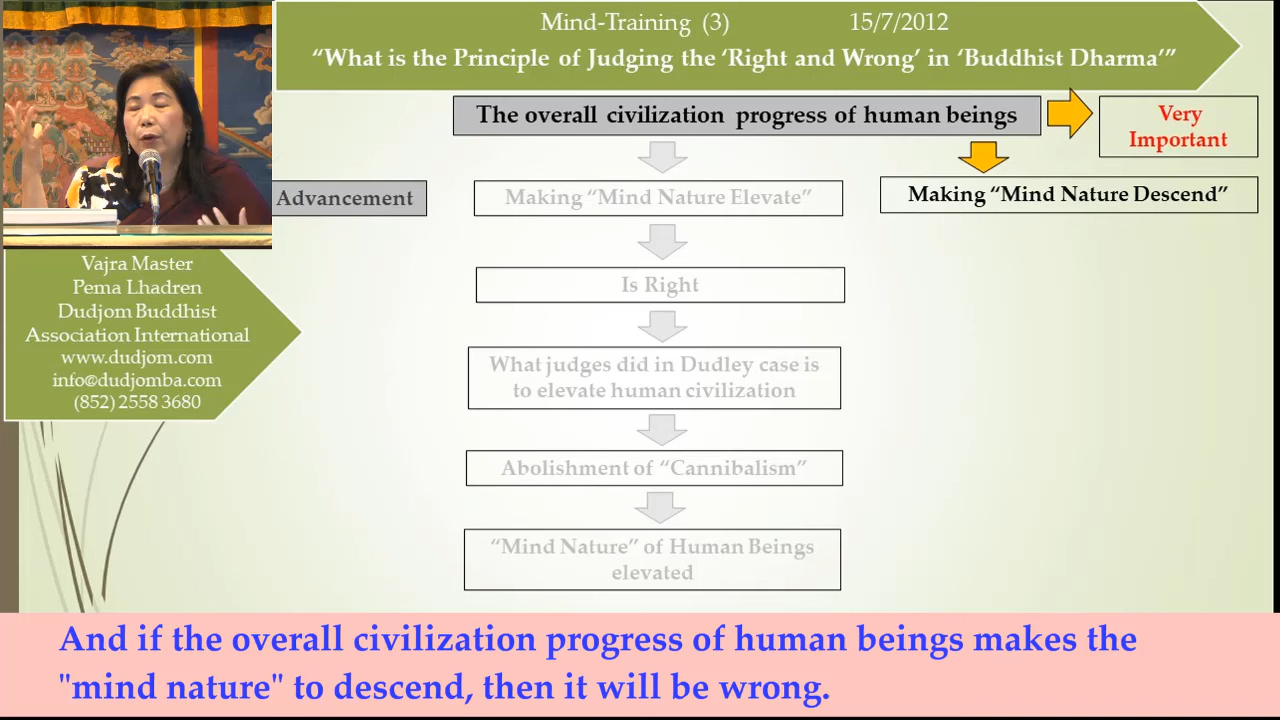 Mind-Training (3) 15/7/2012
“What is the Principle of Judging the ‘Right and Wrong’ in ‘Buddhist Dharma’”
The overall civilization progress of human beings
Very
Important
Advancement
Making “Mind Nature Elevate”
Making “Mind Nature Descend”
Is Right
What judges did in Dudley case is
to elevate human civilization
Abolishment of “Cannibalism”
“Mind Nature” of Human Beings
elevated
Vajra Master
Pema Lhadren
Dudjom Buddhist
Association International
www.dudjom.com
info@dudjomba.com
(852) 2558 3680
And if the overall civilization progress of human beings makes the
"mind nature" to descend, then it will be wrong.